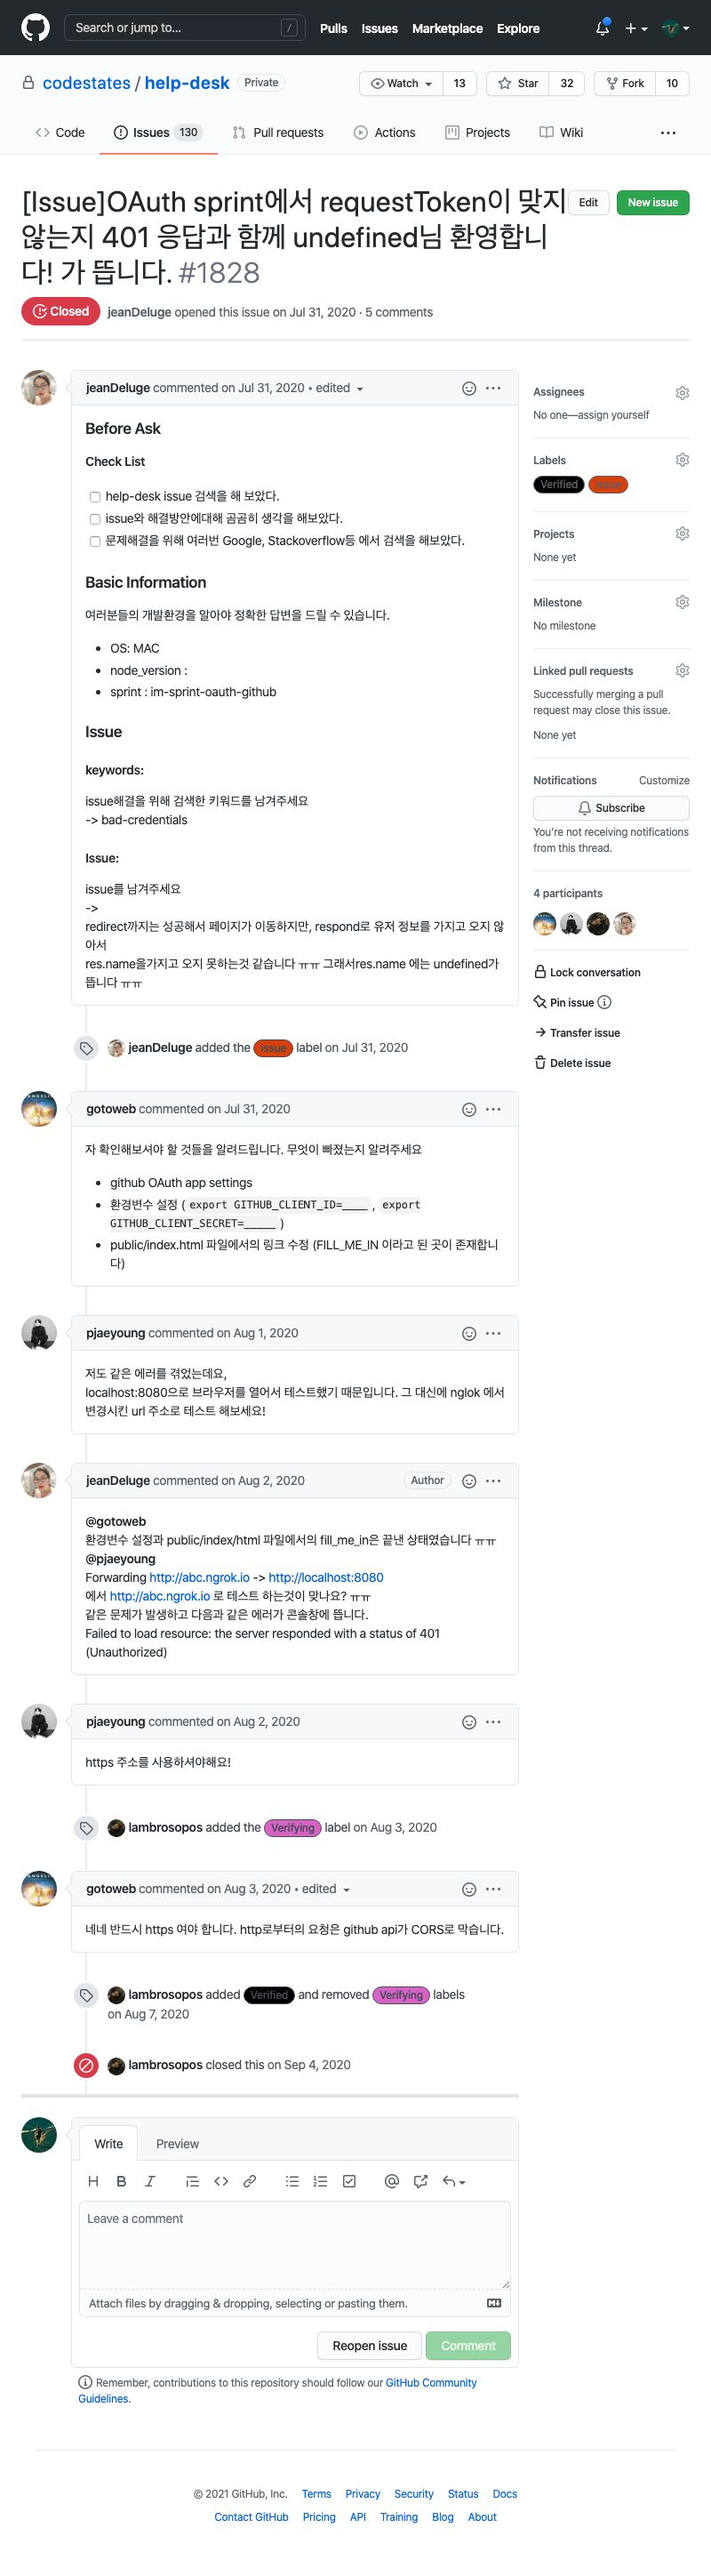 Search or jump to...
/
Pulls Issues Marketplace Explore
codestates / help-desk Private
Watch 13 Star 32 Fork 10
Code Issues 130 Pull requests Actions Projects Wiki
[Issue]OAuth sprint에서 requestToken이 맞지
않는지 401 응답과 함께 undefined님 환영합니
다! 가 뜹니다. #1828
Edit New issue
Closed jeanDeluge opened this issue on Jul 31, 2020 · 5 comments
jeanDeluge commented on Jul 31, 2020 • edited
Before Ask
Check List
help-desk issue 검색을 해 보았다.
issue와 해결방안에대해 곰곰히 생각을 해보았다.
문제해결을 위해 여러번 Google, Stackoverflow등 에서 검색을 해보았다.
Basic Information
여러분들의 개발환경을 알아야 정확한 답변을 드릴 수 있습니다.
• OS: MAC
• node_version :
• sprint : im-sprint-oauth-github
Issue
keywords:
issue해결을 위해 검색한 키워드를 남겨주세요
-> bad-credentials
Issue:
issue를 남겨주세요
->
redirect까지는 성공해서 페이지가 이동하지만, respond로 유저 정보를 가지고 오지 않
아서
res.name을가지고 오지 못하는것 같습니다 ㅠㅠ 그래서res.name 에는 undefined가
뜹니다 ㅠㅠ
Assignees
No one—assign yourself
Labels
Verified issue
Projects
None yet
Milestone
No milestone
Linked pull requests
Successfully merging a pull
request may close this issue.
None yet
Notifications Customize
Subscribe
You're not receiving notifications
from this thread.
4 participants
Lock conversation
Pin issue
Transfer issue
Delete issue
jeanDeluge added the issue label on Jul 31, 2020
gotoweb commented on Jul 31, 2020
자 확인해보셔야 할 것들을 알려드립니다. 무엇이 빠졌는지 알려주세요
• github OAuth app settings
• 환경변수 설정 ( export GITHUB_CLIENT_ID=____ , export
GITHUB_CLIENT_SECRET=_____ )
• public/index.html 파일에서의 링크 수정 (FILL_ME_IN 이라고 된 곳이 존재합니
다)
pjaeyoung commented on Aug 1, 2020
저도 같은 에러를 겪었는데요,
localhost:8080으로 브라우저를 열어서 테스트했기 때문입니다. 그 대신에 nglok 에서
변경시킨 url 주소로 테스트 해보세요!
jeanDeluge commented on Aug 2, 2020 Author
@gotoweb
환경변수 설정과 public/index/html 파일에서의 fill_me_in은 끝낸 상태였습니다 ㅠㅠ
@pjaeyoung
Forwarding http://abc.ngrok.io -> http://localhost:8080
에서 http://abc.ngrok.io 로 테스트 하는것이 맞나요? ㅠㅠ
같은 문제가 발생하고 다음과 같은 에러가 콘솔창에 뜹니다.
Failed to load resource: the server responded with a status of 401
(Unauthorized)
pjaeyoung commented on Aug 2, 2020
https 주소를 사용하셔야해요!
lambrosopos added the Verifying label on Aug 3, 2020
gotoweb commented on Aug 3, 2020 • edited
네네 반드시 https 여야 합니다. http로부터의 요청은 github api가 CORS로 막습니다.
lambrosopos added Verified and removed Verifying labels
on Aug 7, 2020
lambrosopos closed this on Sep 4, 2020
Write Preview
Leave a comment
Attach files by dragging & dropping, selecting or pasting them.
Reopen issue Comment
Remember, contributions to this repository should follow our GitHub Community
Guidelines.
© 2021 GitHub, Inc. Terms Privacy Security Status Docs
Contact GitHub Pricing API Training Blog About